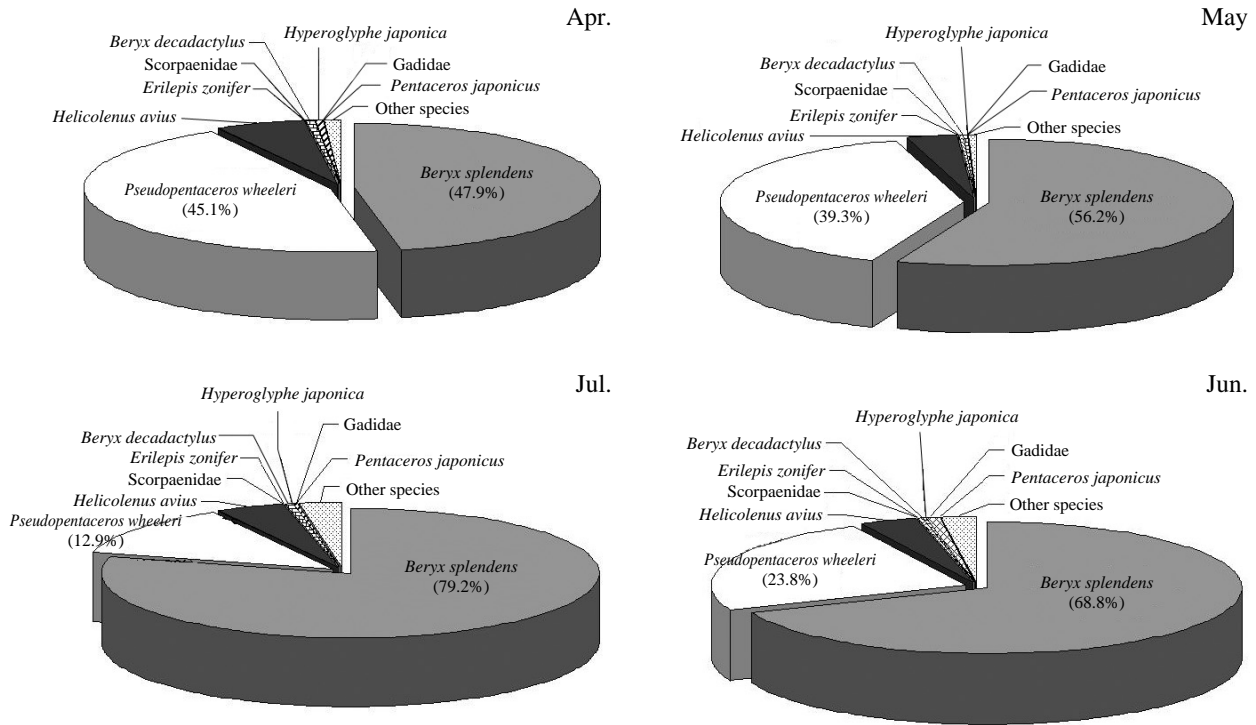 Apr.
Hyperoglyphe japonica
Beryx decadactylus
Scorpaenidae
Erilepis zonifer
Helicolenus avius
Gadidae
Pentaceros japonicus
Other species
Pseudopentaceros wheeleri
(45.1%)
Beryx splendens
(47.9%)
May
Hyperoglyphe japonica
Beryx decadactylus
Scorpaenidae
Erilepis zonifer
Helicolenus avius
Gadidae
Pentaceros japonicus
Other species
Pseudopentaceros wheeleri
(39.3%)
Beryx splendens
(56.2%)
Jul.
Hyperoglyphe japonica
Beryx decadactylus
Erilepis zonifer
Scorpaenidae
Helicolenus avius
Pseudopentaceros wheeleri
(12.9%)
Gadidae
Pentaceros japonicus
Other species
Beryx splendens
(79.2%)
Jun.
Hyperoglyphe japonica
Beryx decadactylus
Erilepis zonifer
Scorpaenidae
Helicolenus avius
Gadidae
Pentaceros japonicus
Other species
Pseudopentaceros wheeleri
(23.8%)
Beryx splendens
(68.8%)